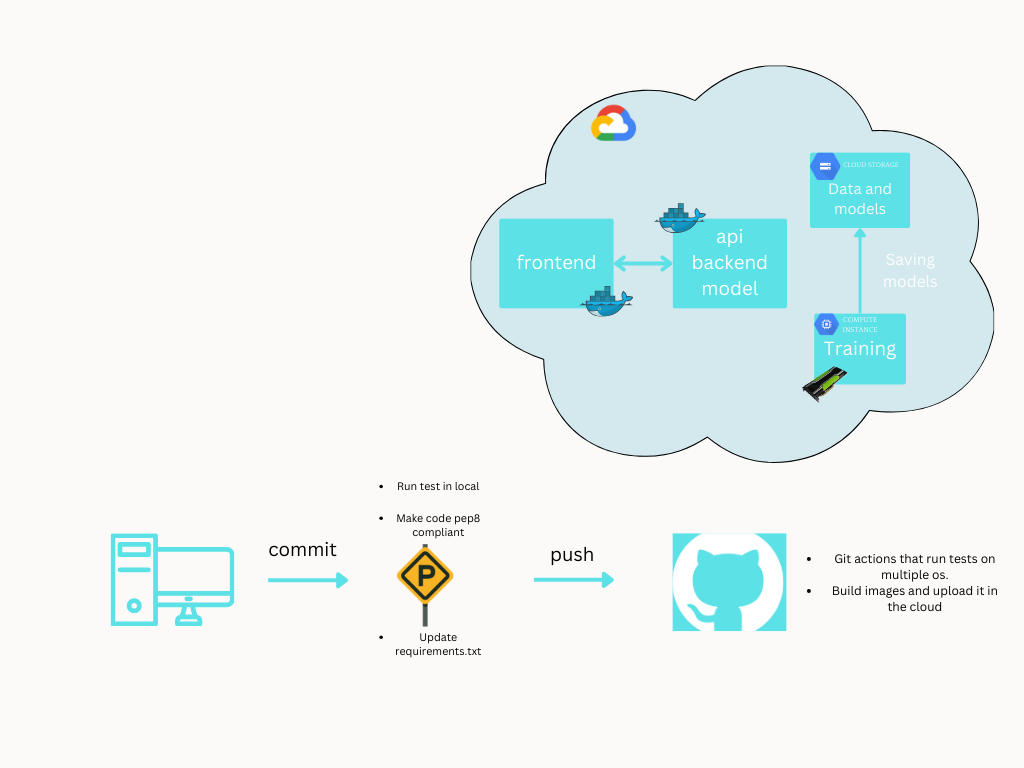 CLOUD STORAGE
Data and
models
frontend
api
backend
model
Saving
models
COMPUTE
INSTANCE
Training
• Run test in local
• Make code pep8
compliant
commit
P
• Update
requirements.txt
push
• Git actions that run tests on
multiple os.
• Build images and upload it in
the cloud